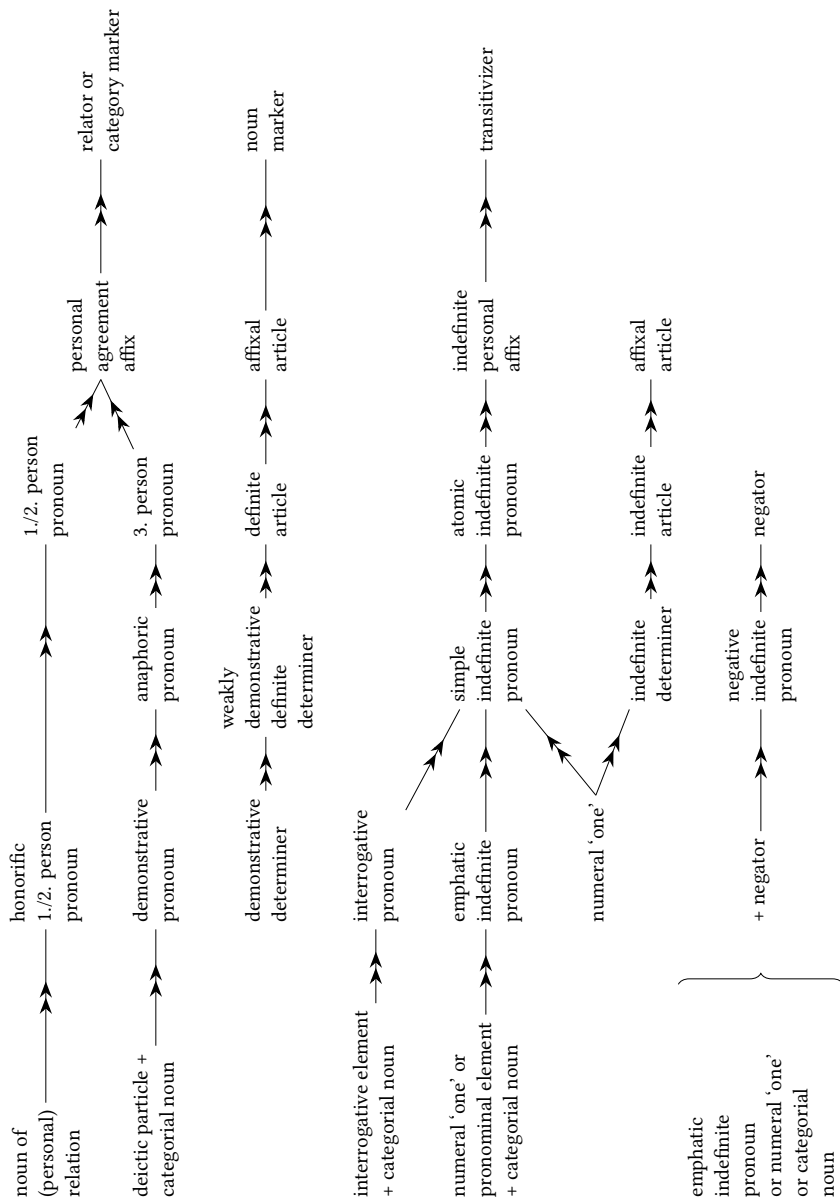 noun of
(personal)
relation
honorific
1./2. person
pronoun
1./2. person
pronoun
deictic particle +
categorial noun
demonstrative
pronoun
anaphoric
pronoun
3. person
pronoun
personal
agreement
affix
relator or
category marker
demonstrative
determiner
weakly
demonstrative
definite
determiner
definite
article
affixal
article
noun
marker
interrogative element
+ categorial noun
interrogative
pronoun
numeral ‘one’ or
pronominal element
+ categorial noun
emphatic
indefinite
pronoun
simple
indefinite
pronoun
atomic
indefinite
pronoun
indefinite
personal
affix
transitivizer
numeral ‘one’
indefinite
determiner
indefinite
article
affixal
article
emphatic
indefinite
pronoun
or numeral ‘one’
or categorial
noun
+ negator
negative
indefinite
pronoun
negator